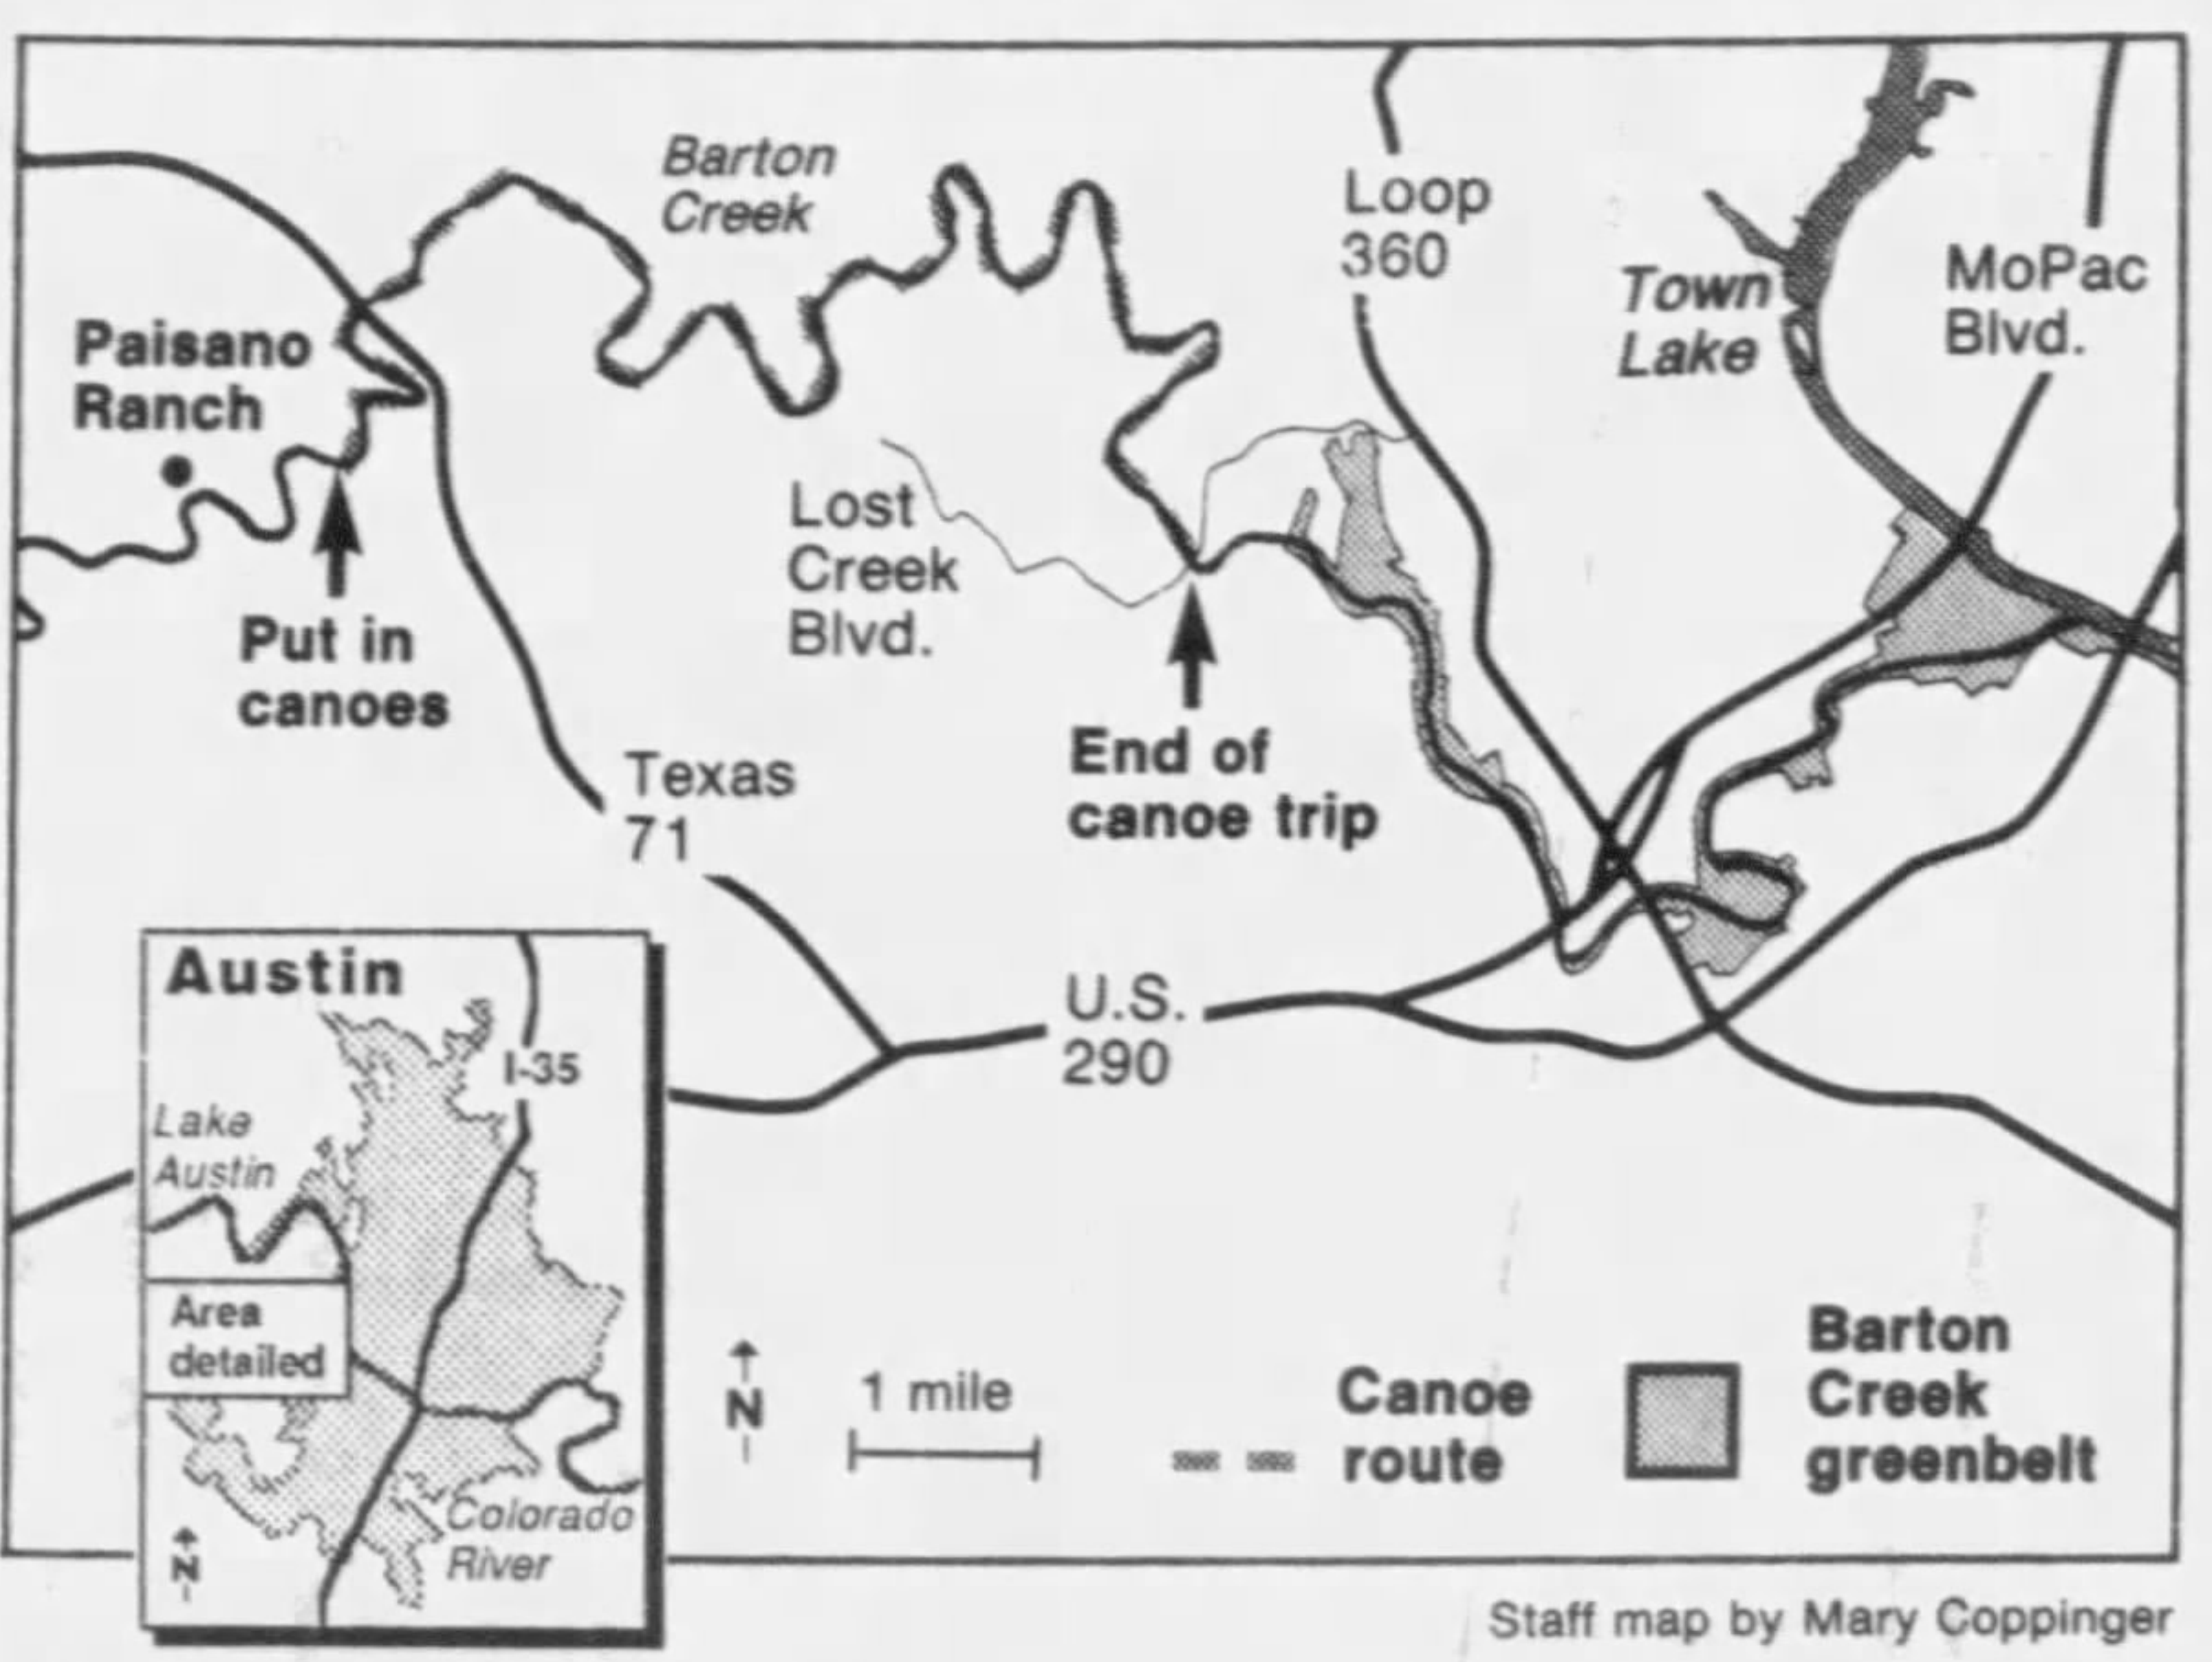 Barton
Creek
Loop
360
Town
Lake
MoPac
Blvd.
Paisano
Ranch
Lost
Creek
Blvd.
Put in
canoes
End of
canoe trip
Texas
71
U.S.
290
Austin
I-35
Lake
Austin
Area
detailed
Colorado
River
N
N
1 mile
Canoe
route
Barton
Creek
greenbelt
Staff map by Mary Coppinger